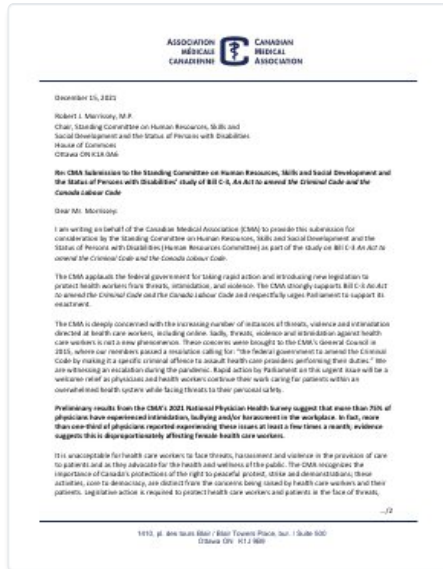 ASSOCIATION
MÉDICALE
CANADIENNE
CANADIAN
MEDICAL
ASSOCIATION
December 15, 2021
Robert J. Morrissey, M.P.
Chair, Standing Committee on Human Resources, Skills and
Social Development and the Status of Persons with Disabilities
House of Commons
Ottawa ON K1A 0A6
Re: CMA Submission to the Standing Committee on Human Resources, Skills and Social Development and
the Status of Persons with Disabilities' study of Bill C-3, An Act to amend the Criminal Code and the
Canada Labour Code
Dear Mr. Morrissey:
I am writing on behalf of the Canadian Medical Association (CMA) to provide this submission for
consideration by the Standing Committee on Human Resources, Skills and Social Development and the
Status of Persons with Disabilities (Human Resources Committee) as part of the study on Bill C-3 An Act to
amend the Criminal Code and the Canada Labour Code.
The CMA applauds the federal government for taking rapid action and introducing new legislation to
protect health workers from threats, intimidation, and violence. The CMA strongly supports Bill C-3 An Act
to amend the Criminal Code and the Canada Labour Code and respectfully urges Parliament to support its
enactment.
The CMA is deeply concerned with the increasing number of instances of threats, violence and intimidation
directed at health care workers, including online. Sadly, threats, violence and intimidation against health
care workers is not a new phenomenon. These concerns were brought to the CMA's General Council in
2015, where our members passed a resolution calling for: "the federal government to amend the Criminal
Code by making it a specific criminal offence to assault health care providers performing their duties." We
are witnessing an escalation during the pandemic. Rapid action by Parliament on this urgent issue will be a
welcome relief as physicians and health workers continue their work caring for patients within an
overwhelmed health system while facing threats to their personal safety.
Preliminary results from the CMA's 2021 National Physician Health Survey suggest that more than 75% of
physicians have experienced intimidation, bullying and/or harassment in the workplace. In fact, more
than one-third of physicians reported experiencing these issues at least a few times a month; evidence
suggests this is disproportionately affecting female health care workers.
It is unacceptable for health care workers to face threats, harassment and violence in the provision of care
to patients and as they advocate for the health and wellness of the public. The CMA recognizes the
importance of Canada's protections of the right to peaceful protest, strike and demonstrations; these
activities, core to democracy, are distinct from the concerns being raised by health care workers and their
patients. Legislative action is required to protect health care workers and patients in the face of threats,
.../2
1410, pl. des tours Blair / Blair Towers Place, bur. / Suite 500
Ottawa ON K1J 9B9